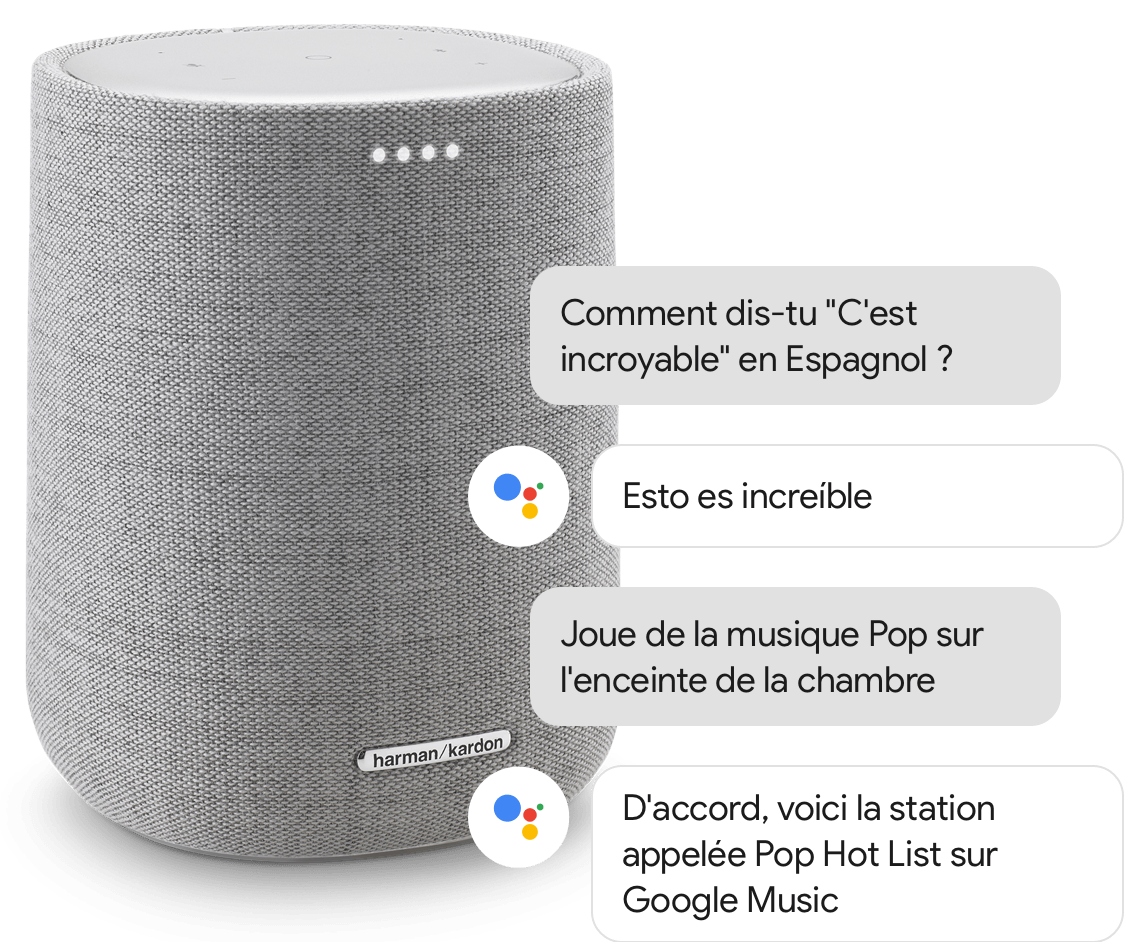 Comment dis-tu "C'est
incroyable" en Espagnol ?
Esto es increíble
Joue de la musique Pop sur
l'enceinte de la chambre
harman/kardon
D'accord, voici la station
appelée Pop Hot List sur
Google Music